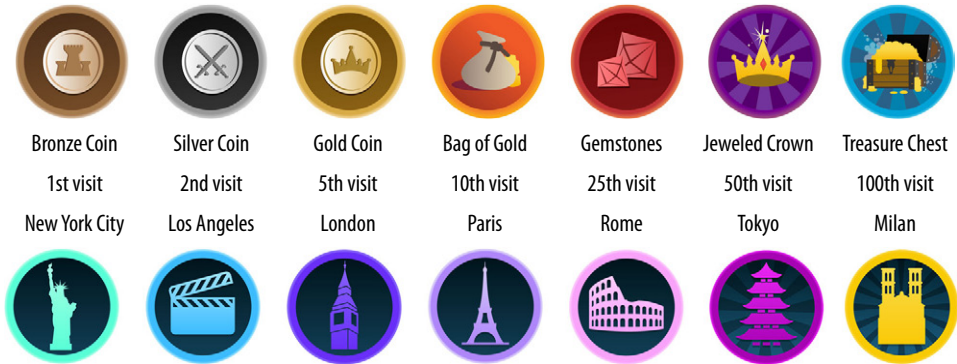 Bronze Coin Silver Coin Gold Coin Bag of Gold Gemstones Jeweled Crown Treasure Chest
1st visit 2nd visit 5th visit 10th visit 25th visit 50th visit 100th visit
New York City Los Angeles London Paris Rome Tokyo Milan